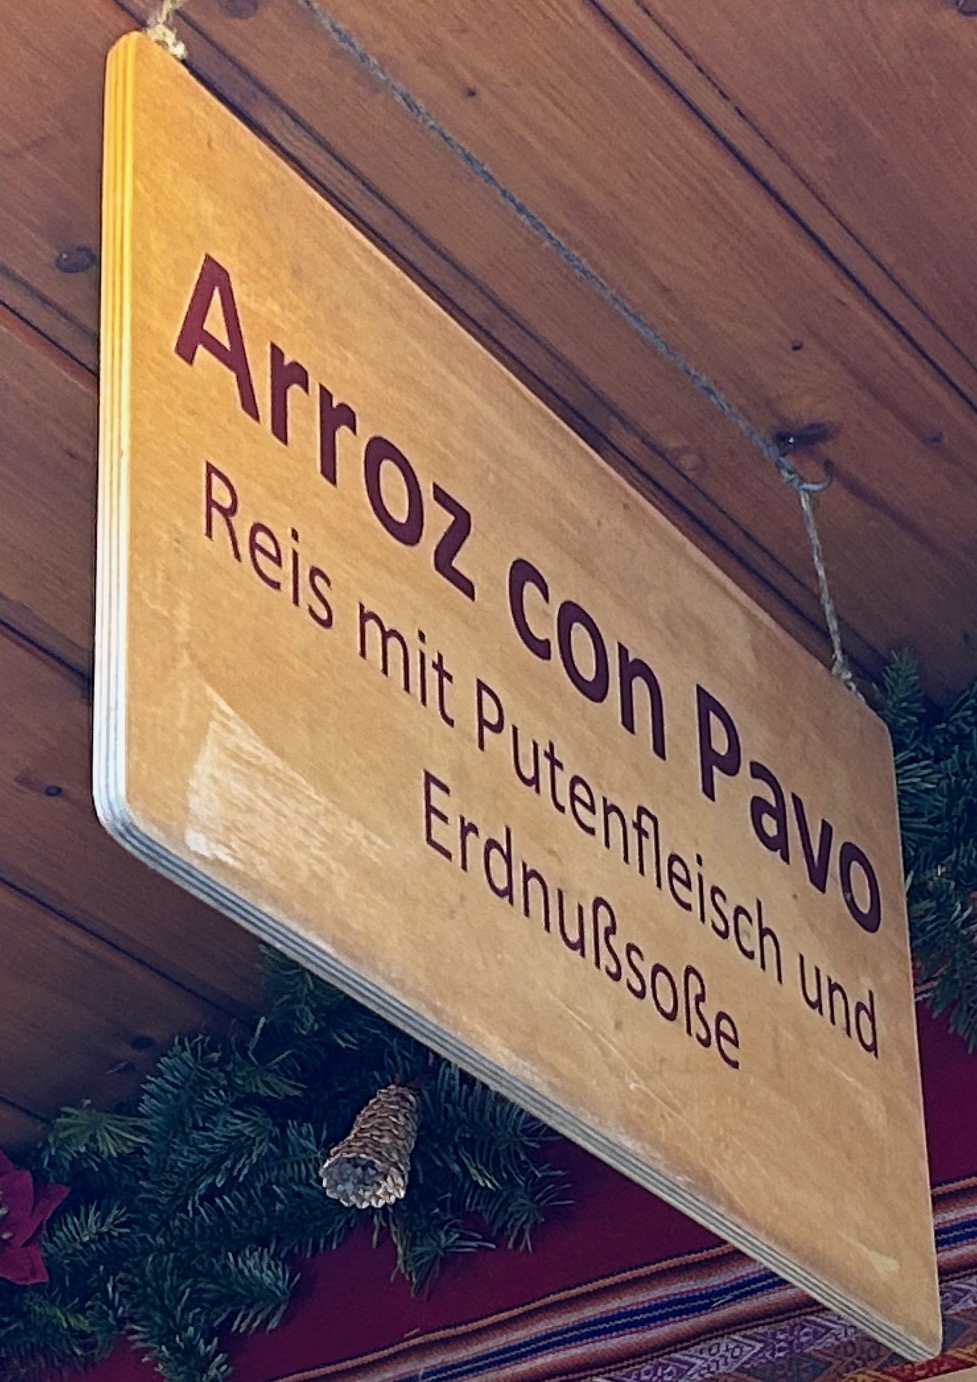 Arroz con Pavo
Reis mit Putenfleisch und
Erdnußsoße